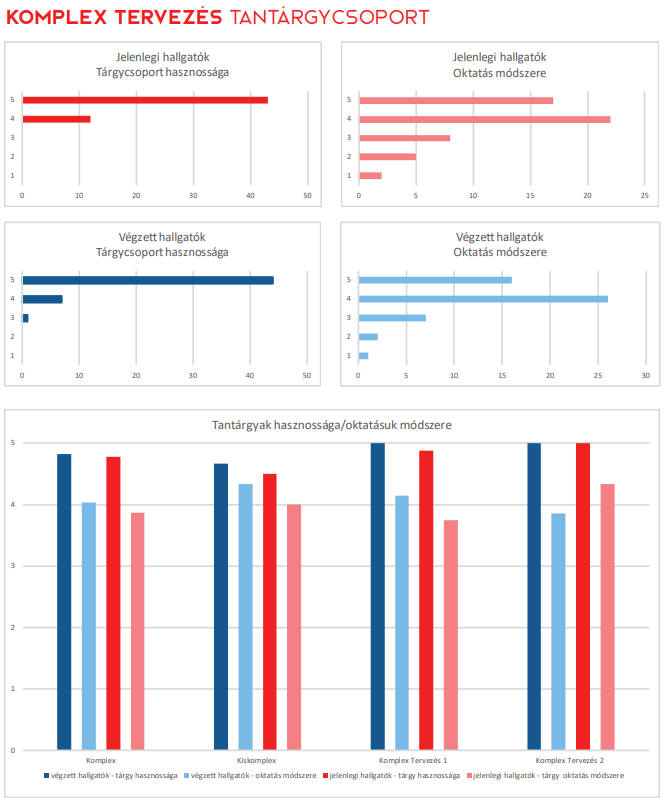 KOMPLEX TERVEZÉS TANTÁRGYCSOPORT
Jelenlegi hallgatók
Tárgycsoport hasznossága
5
4
3
2
1
0 10 20 30 40 50
Jelenlegi hallgatók
Oktatás módszere
5
4
3
2
1
0 5 10 15 20 25
Végzett hallgatók
Tárgycsoport hasznossága
5
4
3
2
1
0 10 20 30 40 50
Végzett hallgatók
Oktatás módszere
5
4
3
2
1
0 5 10 15 20 25 30
Tantárgyak hasznossága/oktatásuk módszere
5
4
3
2
1
0
Komplex Kiskomplex Komplex Tervezés 1 Komplex Tervezés 2
végzett hallgatók - tárgy hasznossága végzett hallgatók - oktatás módszere jelenlegi hallgatók - tárgy hasznossága jelenlegi hallgatók - tárgy oktatás módszere